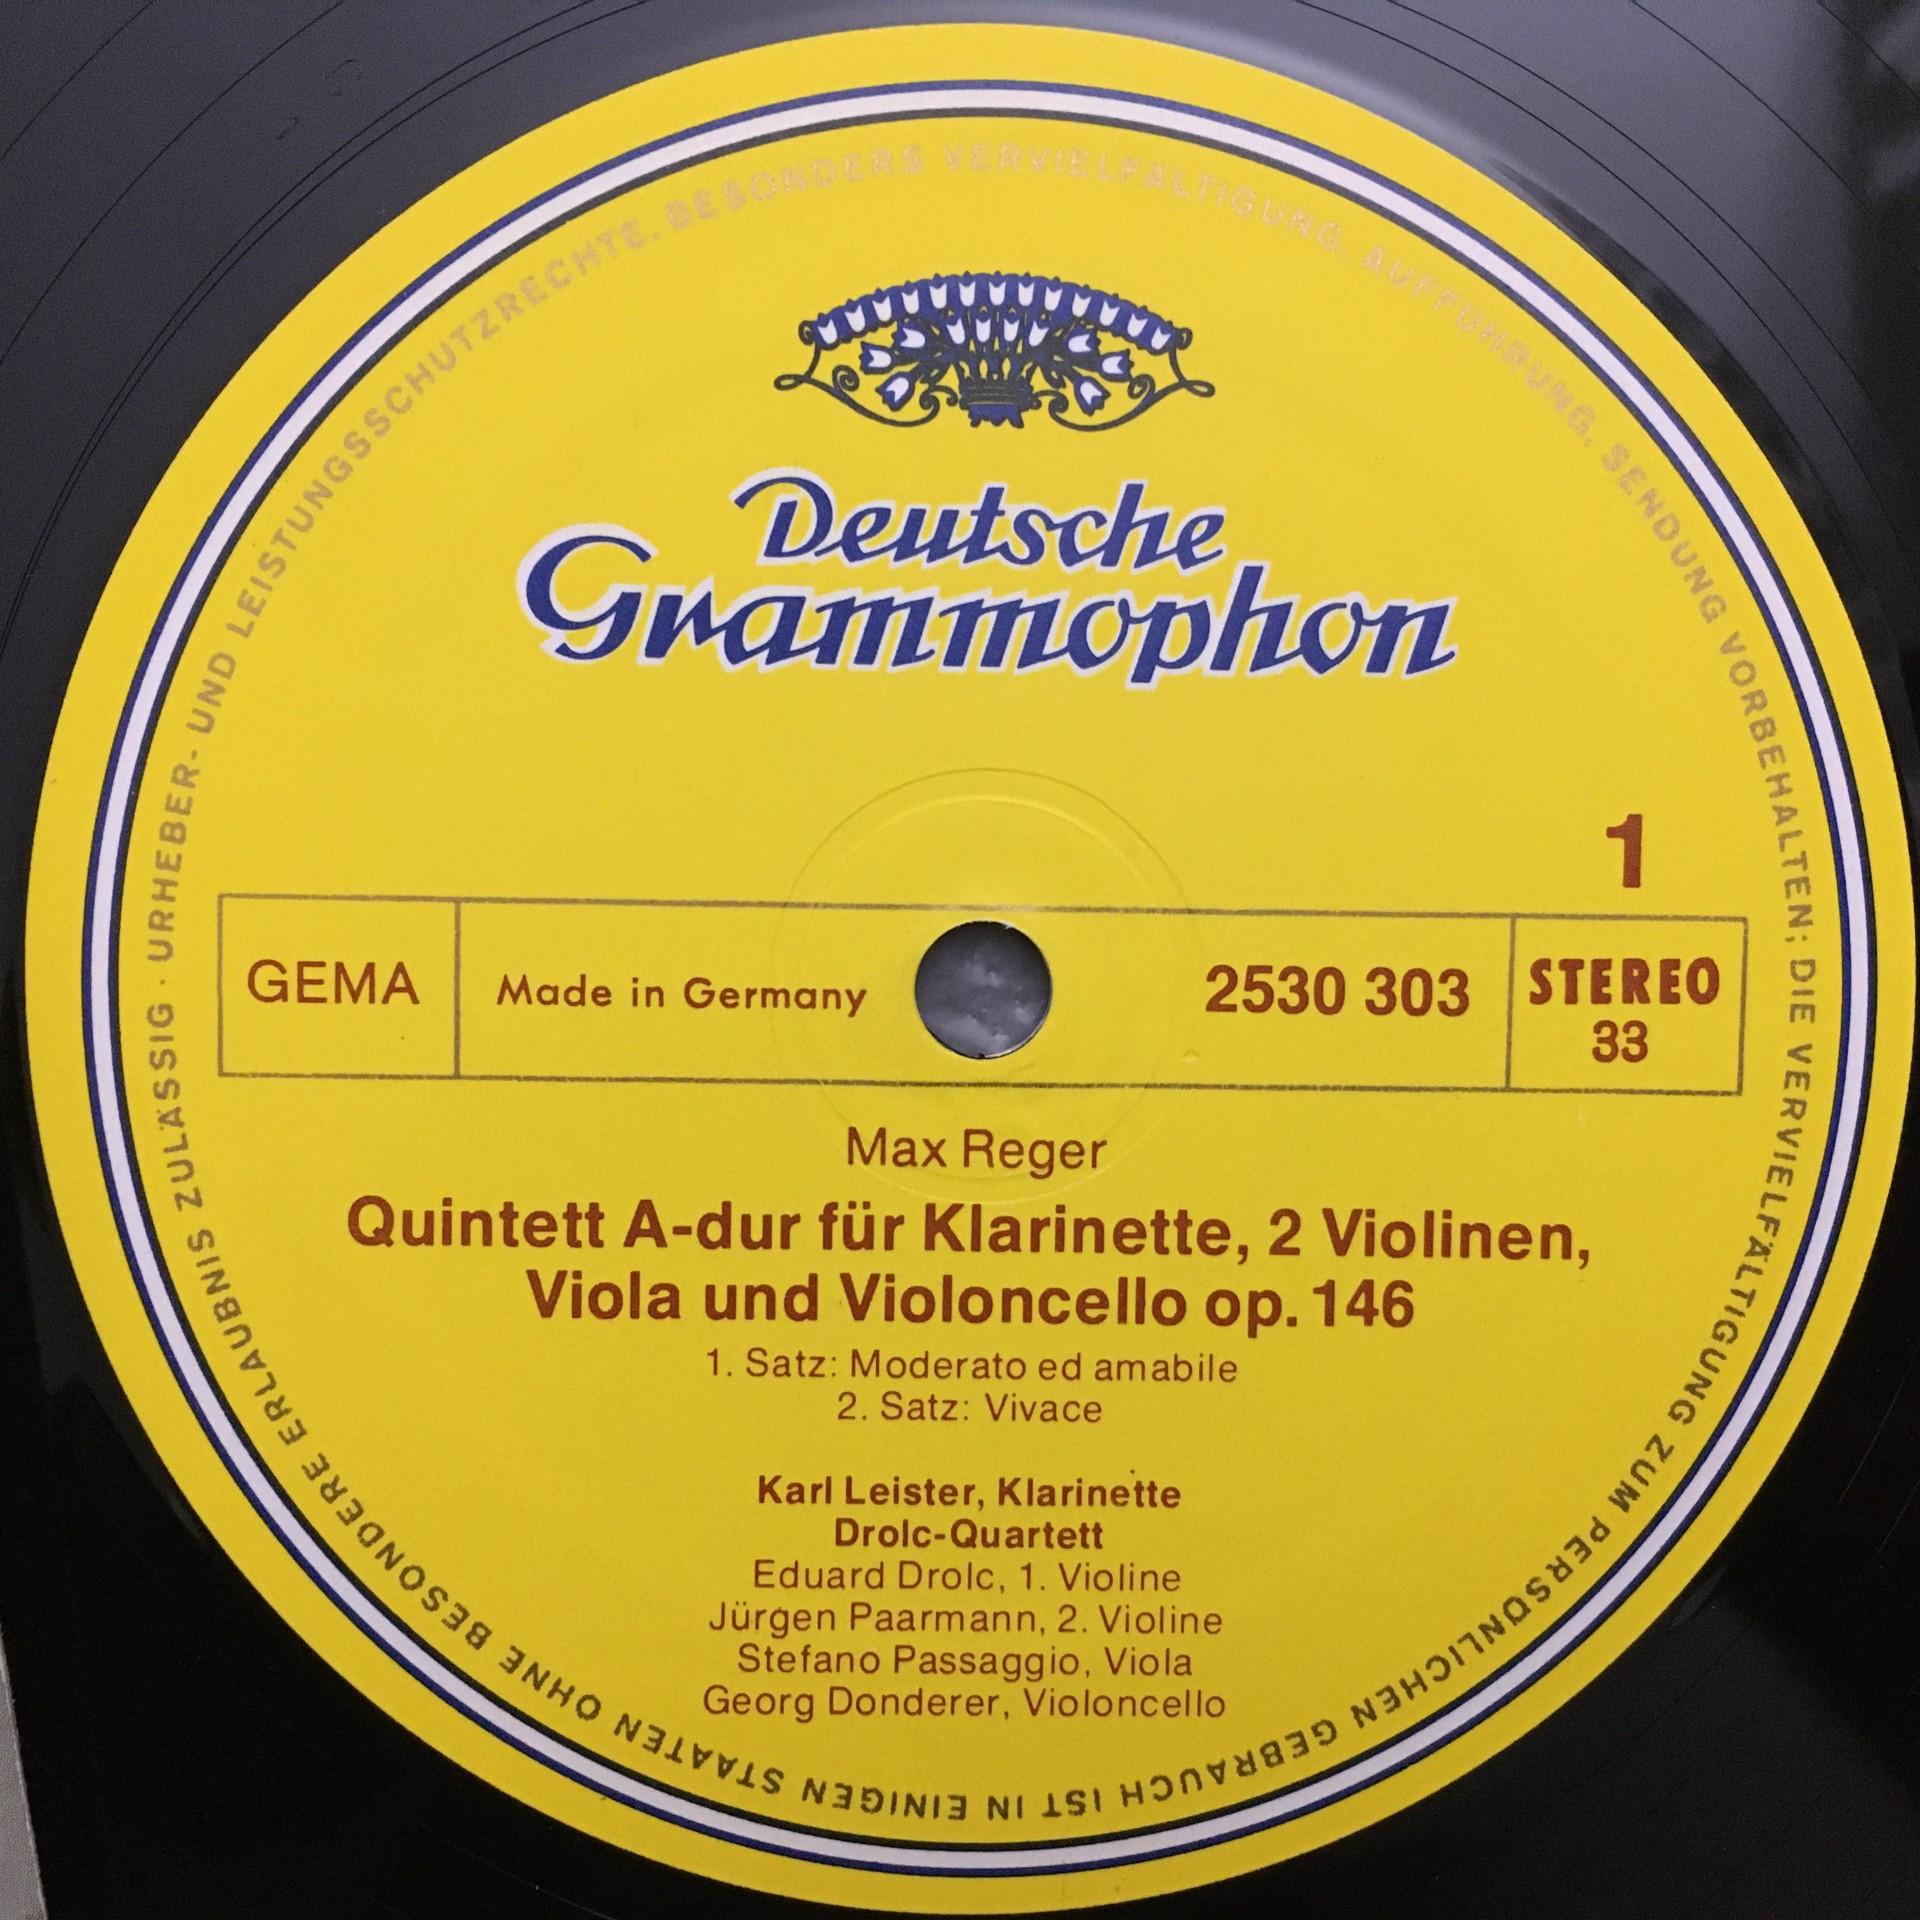 Deutsche
Grammophon
1
GEMA
Made in Germany
2530 303
STEREO
33
Max Reger
Quintett A-dur für Klarinette, 2 Violinen,
Viola und Violoncello op. 146
1. Satz: Moderato ed amabile
2. Satz: Vivace
Karl Leister, Klarinette
Drolc-Quartett
Eduard Drolc, 1. Violine
Jürgen Paarmann, 2. Violine
Stefano Passaggio, Viola
Georg Donderer, Violoncello
· URHEBER- UND LEISTUNGSSCHUTZRECHTE, BESONDERS VERVIELFÄLTIGUNG, AUFFÜHRUNG, SENDUNG VORBEHALTEN; DIE VERVIELFÄLTIGUNG ZUM PERSÖNLICHEN GEBRAUCH IST IN EINIGEN STAATEN OHNE BESONDERE ERLAUBNIS ZULÄSSIG